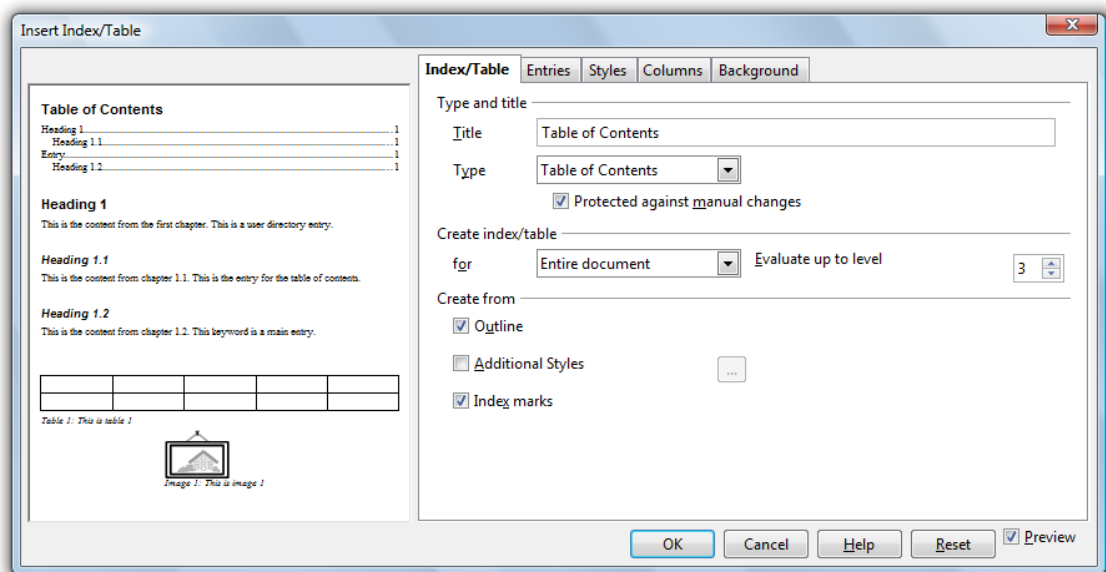 Insert Index/Table
Table of Contents
Heading 1 1
Heading 1.1 1
Entry 1
Heading 1.2 1
Heading 1
This is the content from the first chapter. This is a user directory entry.
Heading 1.1
This is the content from chapter 1.1. This is the entry for the table of contents.
Heading 1.2
This is the content from chapter 1.2. This keyword is a main entry.
Table 1: This is table 1
Image 1: This is image 1
Index/Table Entries Styles Columns Background
Type and title
Title Table of Contents
Type Table of Contents
Protected against manual changes
Create index/table
for Entire document Evaluate up to level 3
Create from
Outline
Additional Styles ...
Index marks
OK Cancel Help Reset Preview